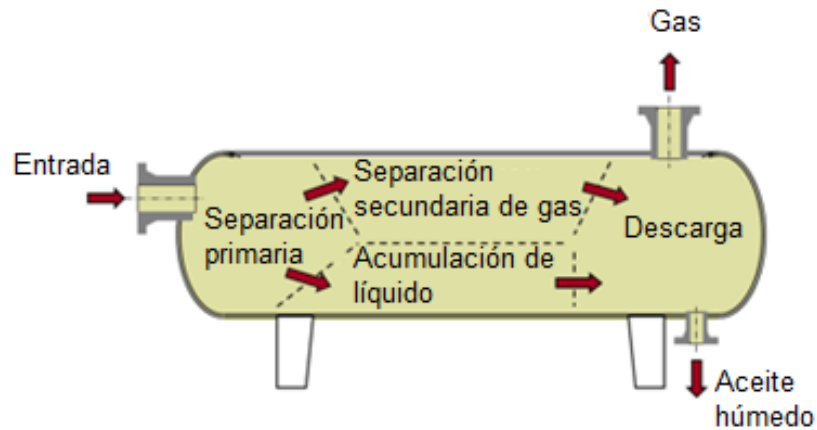 Gas
Entrada
Separación
secundaria de gas
Separación
primaria
Descarga
Acumulación de
líquido
Aceite
húmedo